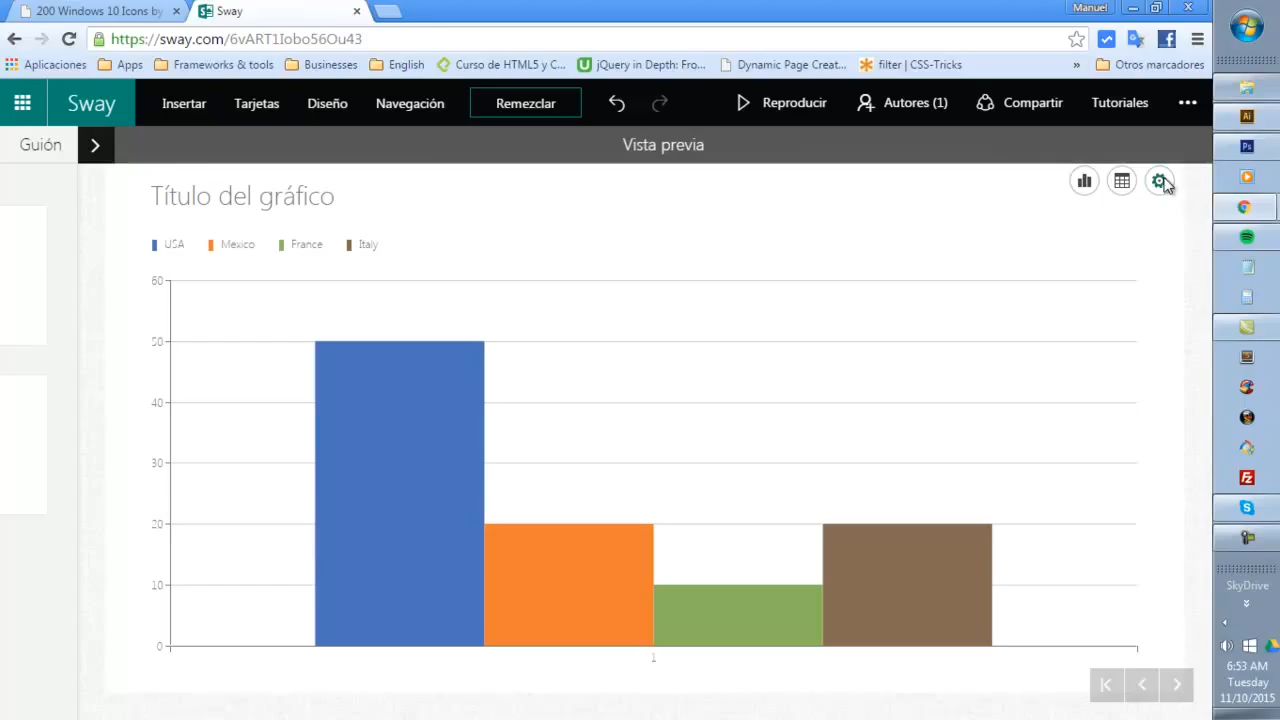 200 Windows 10 Icons by
Sway
Manuel
https://sway.com/6vART1Iobo56Ou43
Aplicaciones
Apps
Frameworks & tools
Businesses
English
Curso de HTML5 y C...
jQuery in Depth: Fro...
Dynamic Page Creat...
filter | CSS-Tricks
»
Otros marcadores
Sway
Insertar
Tarjetas
Diseño
Navegación
Remezclar
Reproducir
Autores (1)
Compartir
Tutoriales
Guión
Vista previa
Título del gráfico
USA
Mexico
France
Italy
60
50
40
30
20
10
0
1
Ai
Ps
SkyDrive
6:53 AM
Tuesday
11/10/2015